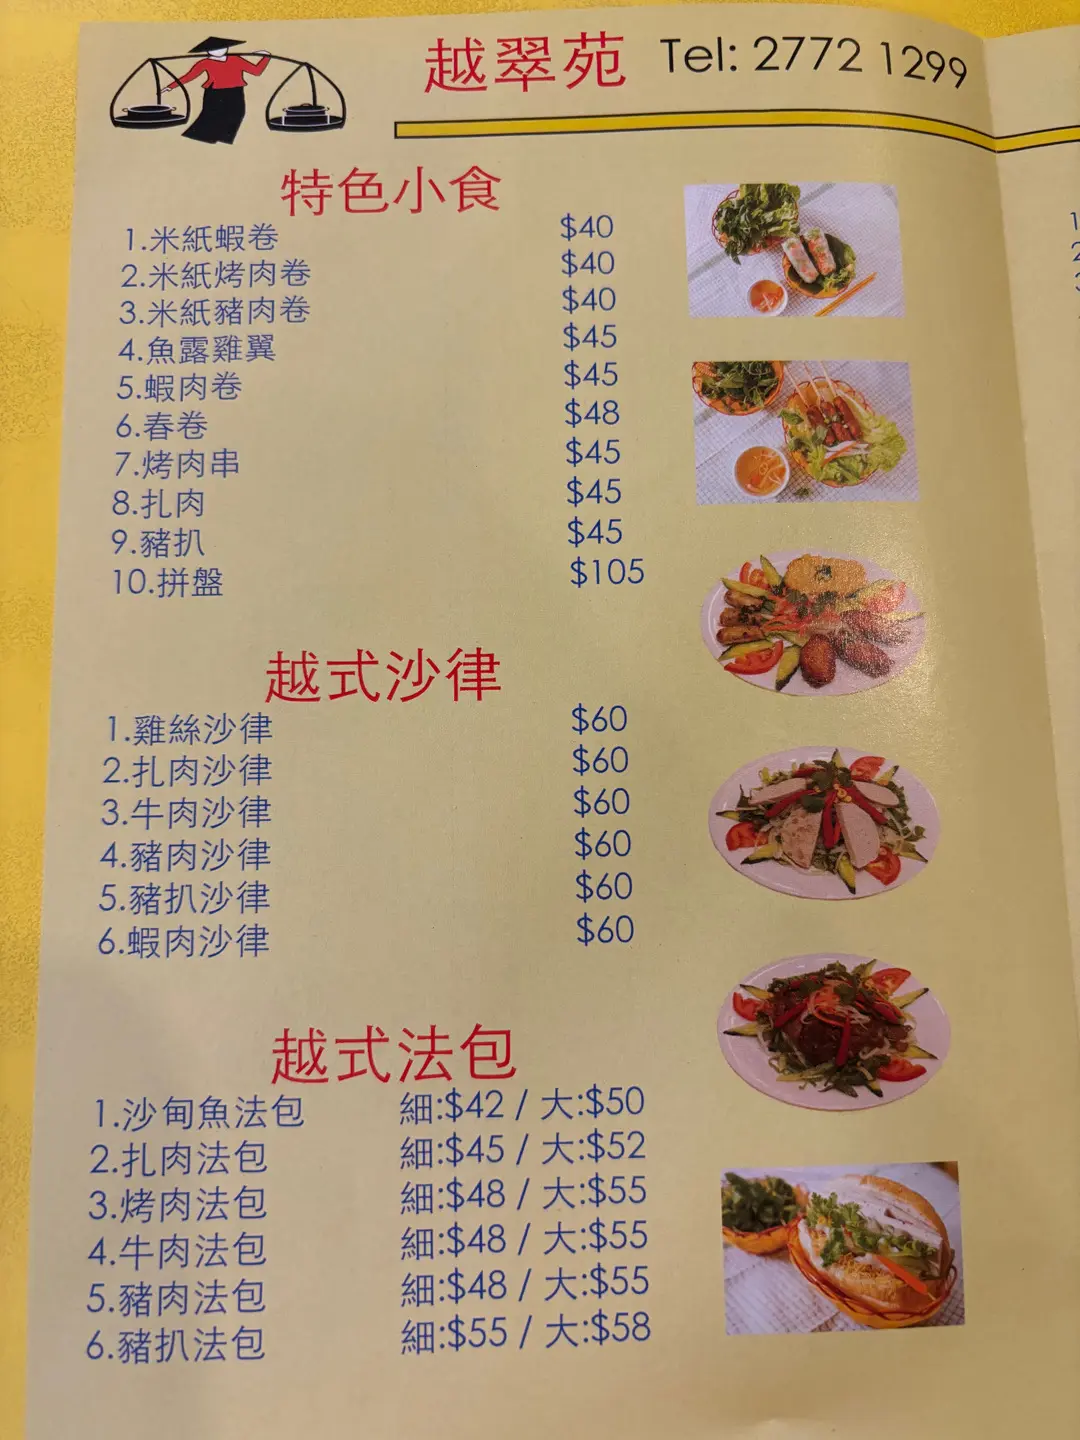 越翠苑 Tel: 2772 1299
特色小食
1.米紙蝦卷 $40
2.米紙烤肉卷 $40
3.米紙豬肉卷 $40
4.魚露雞翼 $45
5.蝦肉卷 $45
6.春卷 $48
7.烤肉串 $45
8.扎肉 $45
9.豬扒 $45
10.拼盤 $105
越式沙律
1.雞絲沙律 $60
2.扎肉沙律 $60
3.牛肉沙律 $60
4.豬肉沙律 $60
5.豬扒沙律 $60
6.蝦肉沙律 $60
越式法包
1.沙甸魚法包 細:$42 / 大:$50
2.扎肉法包 細:$45 / 大:$52
3.烤肉法包 細:$48 / 大:$55
4.牛肉法包 細:$48 / 大:$55
5.豬肉法包 細:$48 / 大:$55
6.豬扒法包 細:$55 / 大:$58